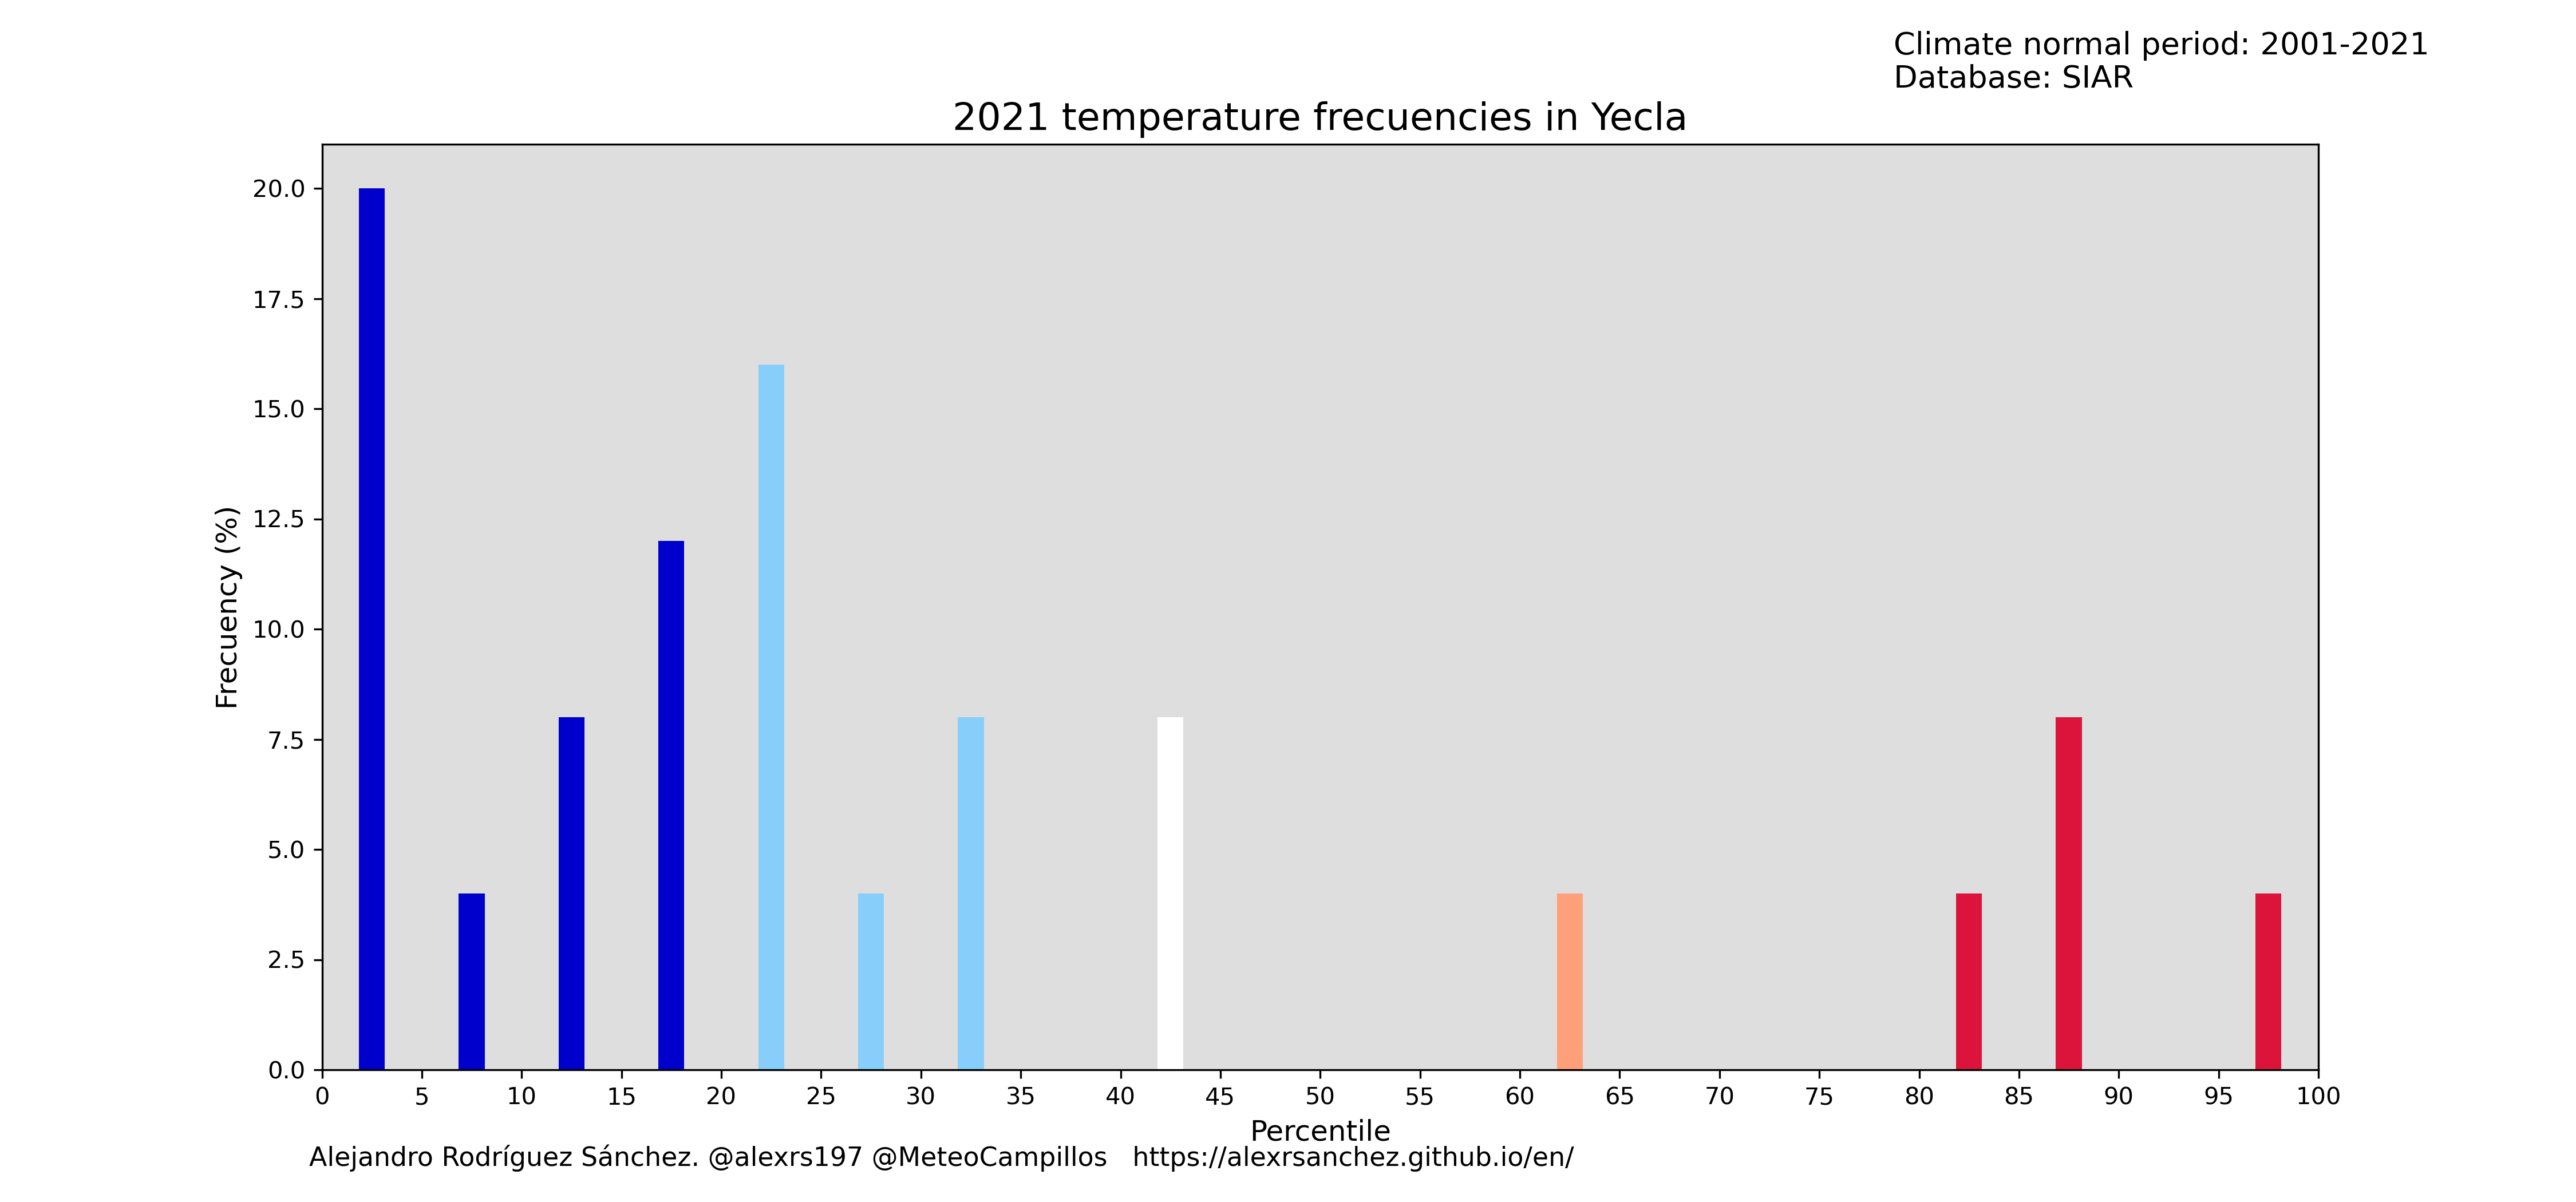 Climate normal period: 2001-2021
Database: SIAR
2021 temperature frecuencies in Yecla
Frecuency (%)
20.0
17.5
15.0
12.5
10.0
7.5
5.0
2.5
0.0
0 5 10 15 20 25 30 35 40 45 50 55 60 65 70 75 80 85 90 95 100
Percentile
Alejandro Rodríguez Sánchez. @alexrs197 @MeteoCampillos https://alexrsanchez.github.io/en/